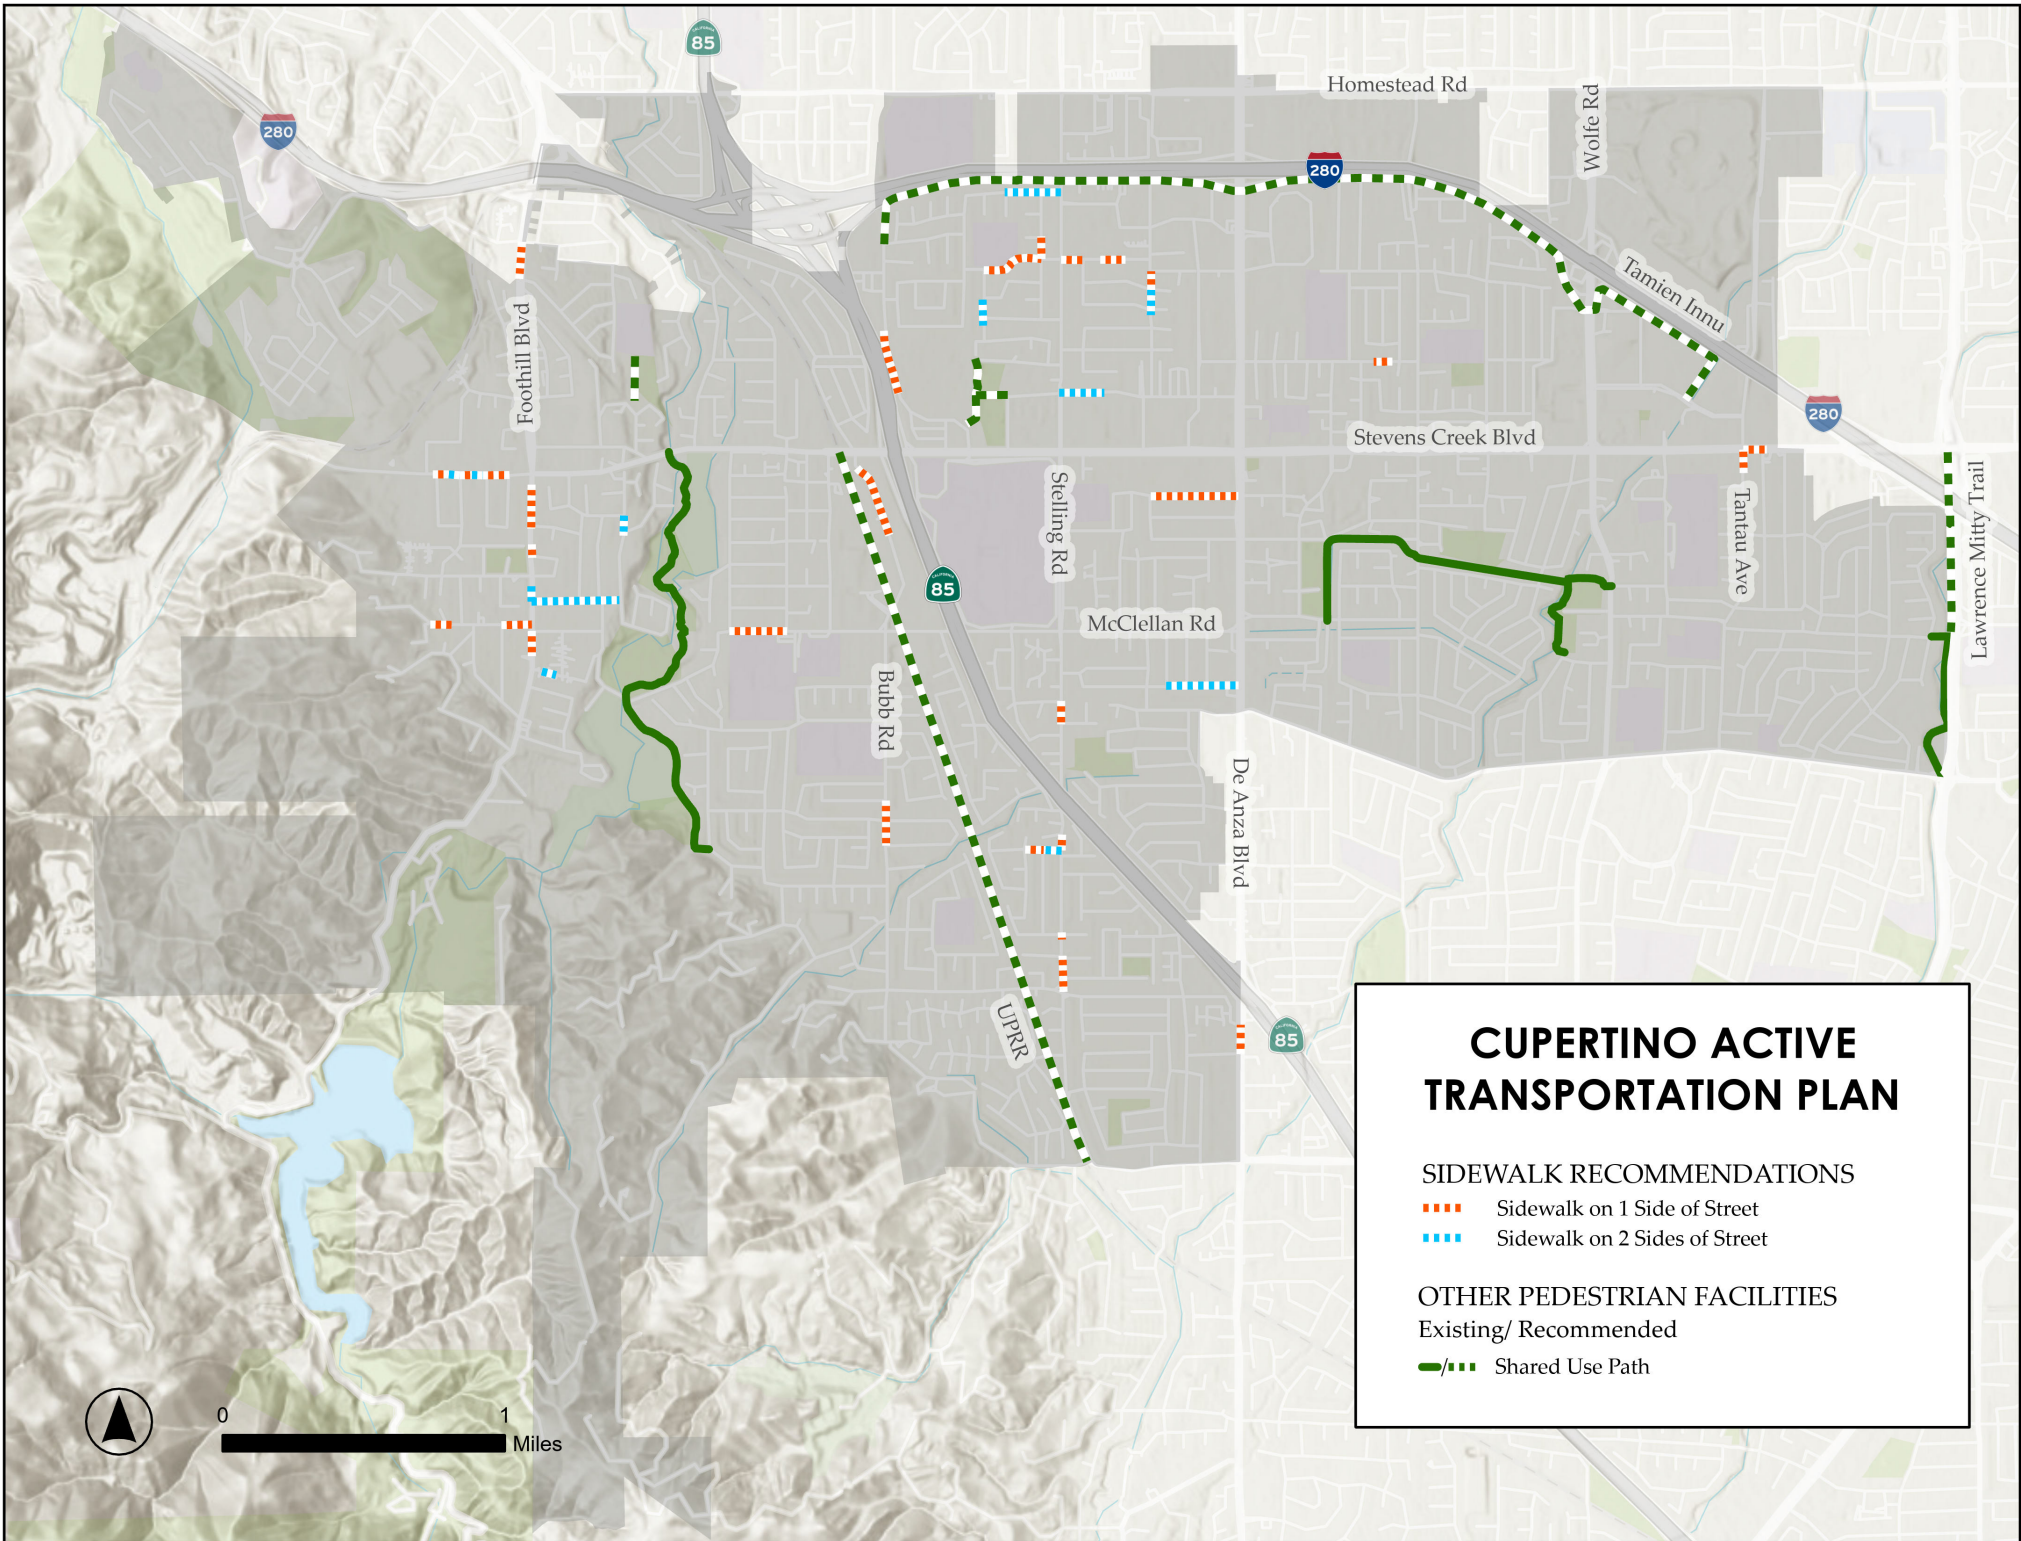 CALIFORNIA
85
Homestead Rd
280
Wolfe Rd
280
Tamien Innu
Foothill Blvd
280
Stevens Creek Blvd
Stelling Rd
Tantau Ave
Lawrence Mitty Trail
CALIFORNIA
85
McClellan Rd
Bubb Rd
De Anza Blvd
UPRR
CALIFORNIA
85
CUPERTINO ACTIVE
TRANSPORTATION PLAN
SIDEWALK RECOMMENDATIONS
Sidewalk on 1 Side of Street
Sidewalk on 2 Sides of Street
OTHER PEDESTRIAN FACILITIES
Existing/ Recommended
/ Shared Use Path
0 1
Miles